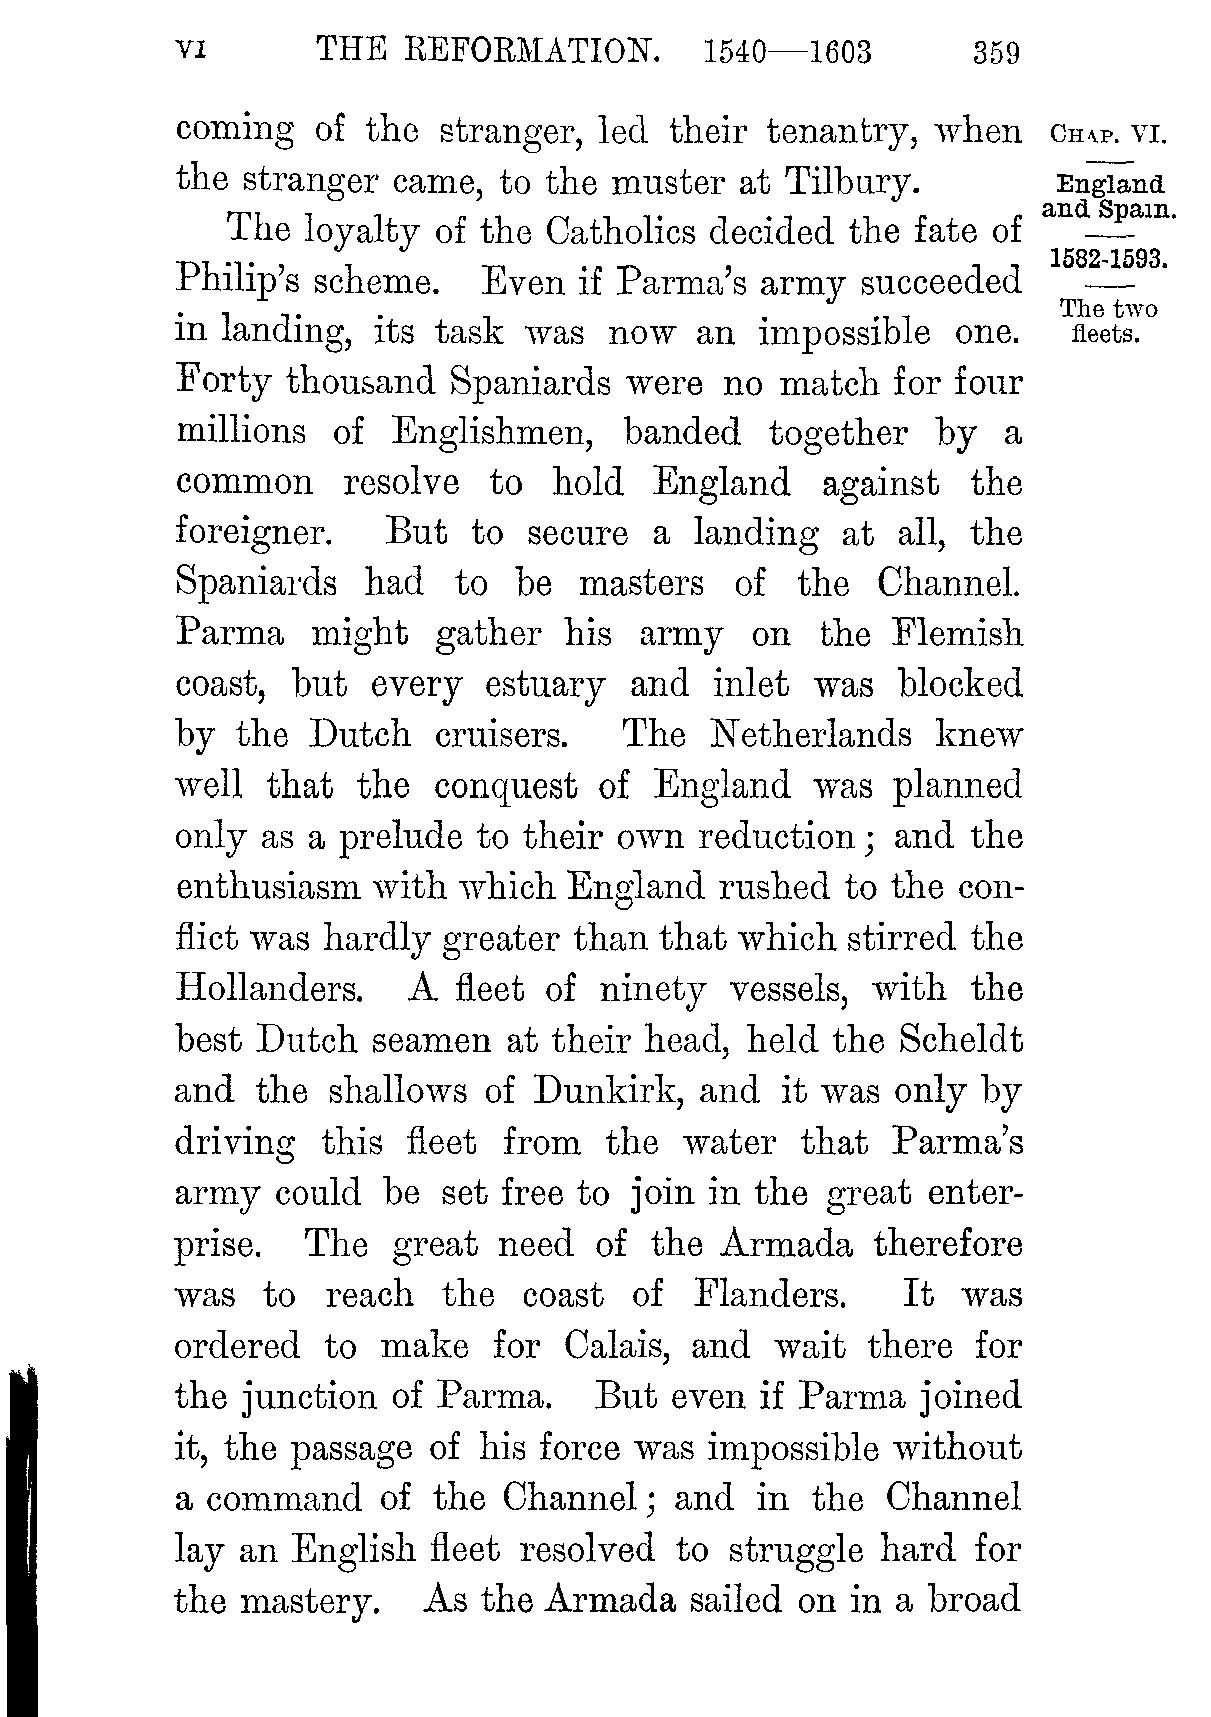 VI THE REFORMATION. 1540—1603 359
coming of the stranger, led their tenantry, when
the stranger came, to the muster at Tilbury.
The loyalty of the Catholics decided the fate of
Philip's scheme. Even if Parma's army succeeded
in landing, its task was now an impossible one.
Forty thousand Spaniards were no match for four
millions of Englishmen, banded together by a
common resolve to hold England against the
foreigner. But to secure a landing at all, the
Spaniards had to be masters of the Channel.
Parma might gather his army on the Flemish
coast, but every estuary and inlet was blocked
by the Dutch cruisers. The Netherlands knew
well that the conquest of England was planned
only as a prelude to their own reduction; and the
enthusiasm with which England rushed to the con-
flict was hardly greater than that which stirred the
Hollanders. A fleet of ninety vessels, with the
best Dutch seamen at their head, held the Scheldt
and the shallows of Dunkirk, and it was only by
driving this fleet from the water that Parma's
army could be set free to join in the great enter-
prise. The great need of the Armada therefore
was to reach the coast of Flanders. It was
ordered to make for Calais, and wait there for
the junction of Parma. But even if Parma joined
it, the passage of his force was impossible without
a command of the Channel; and in the Channel
lay an English fleet resolved to struggle hard for
the mastery. As the Armada sailed on in a broad
CHAP. VI.
England
and Spain.
1582-1593.
The two
fleets.